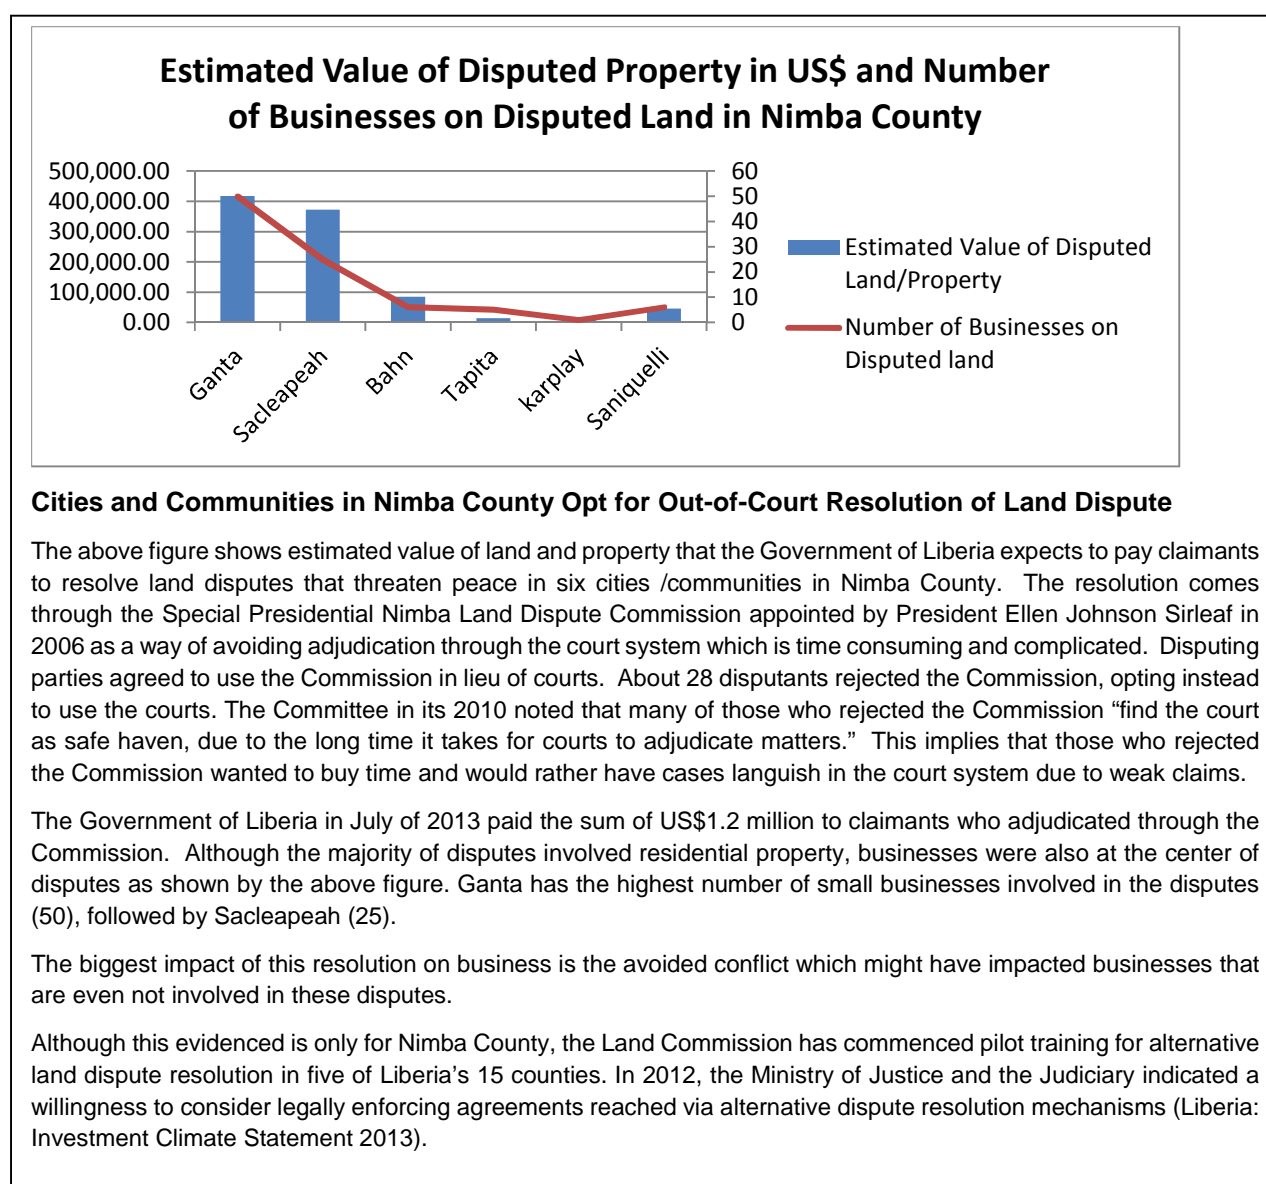 Estimated Value of Disputed Property in US$ and Number
of Businesses on Disputed Land in Nimba County
500,000.00
400,000.00
300,000.00
200,000.00
100,000.00
0.00
60
50
40
30
20
10
0
Ganta
Sacleapeah
Bahn
Tapita
karplay
Saniquelli
Estimated Value of Disputed
Land/Property
Number of Businesses on
Disputed land
Cities and Communities in Nimba County Opt for Out-of-Court Resolution of Land Dispute
The above figure shows estimated value of land and property that the Government of Liberia expects to pay claimants
to resolve land disputes that threaten peace in six cities /communities in Nimba County. The resolution comes
through the Special Presidential Nimba Land Dispute Commission appointed by President Ellen Johnson Sirleaf in
2006 as a way of avoiding adjudication through the court system which is time consuming and complicated. Disputing
parties agreed to use the Commission in lieu of courts. About 28 disputants rejected the Commission, opting instead
to use the courts. The Committee in its 2010 noted that many of those who rejected the Commission “find the court
as safe haven, due to the long time it takes for courts to adjudicate matters.” This implies that those who rejected
the Commission wanted to buy time and would rather have cases languish in the court system due to weak claims.
The Government of Liberia in July of 2013 paid the sum of US$1.2 million to claimants who adjudicated through the
Commission. Although the majority of disputes involved residential property, businesses were also at the center of
disputes as shown by the above figure. Ganta has the highest number of small businesses involved in the disputes
(50), followed by Sacleapeah (25).
The biggest impact of this resolution on business is the avoided conflict which might have impacted businesses that
are even not involved in these disputes.
Although this evidenced is only for Nimba County, the Land Commission has commenced pilot training for alternative
land dispute resolution in five of Liberia’s 15 counties. In 2012, the Ministry of Justice and the Judiciary indicated a
willingness to consider legally enforcing agreements reached via alternative dispute resolution mechanisms (Liberia:
Investment Climate Statement 2013).